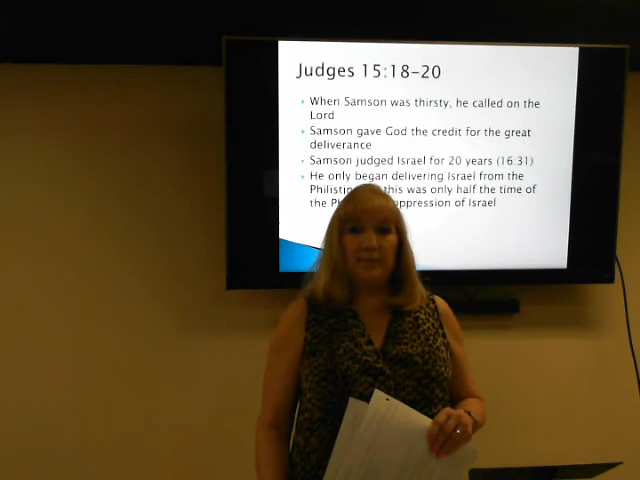 Judges 15:18-20
When Samson was thirsty, he called on the
Lord
Samson gave God the credit for the great
deliverance
Samson judged Israel for 20 years (16:31)
He only began delivering Israel from the
this was only half the time of
the oppression of Israel